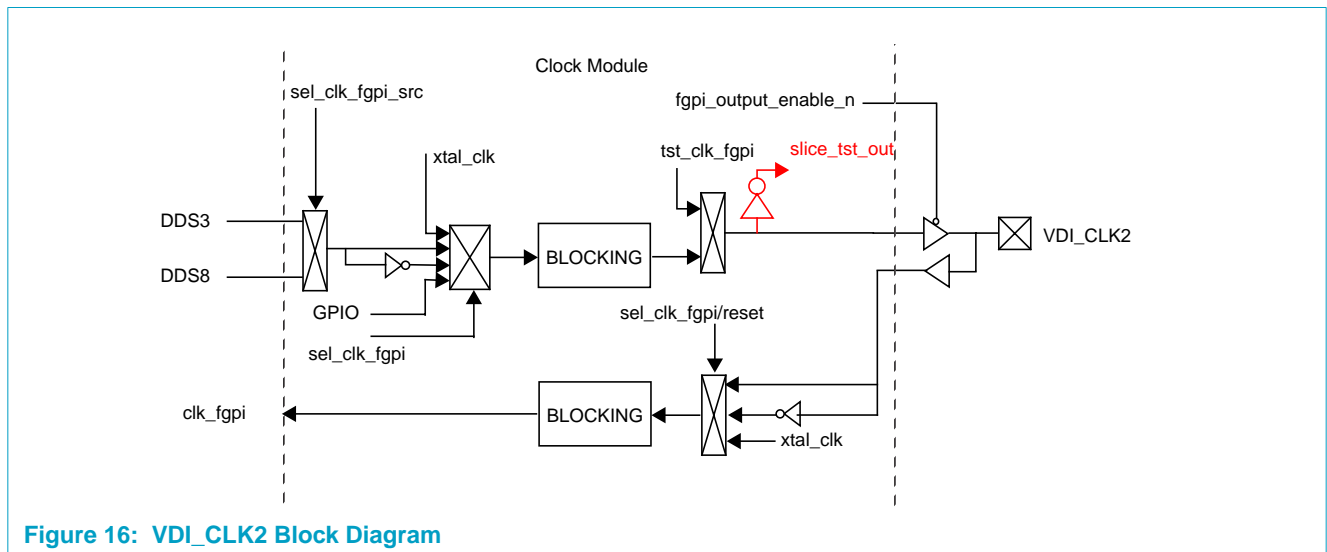 Clock Module
sel_clk_fgpi_src
fgpi_output_enable_n
xtal_clk
tst_clk_fgpi
slice_tst_out
DDS3
VDI_CLK2
BLOCKING
DDS8
GPIO
sel_clk_fgpi/reset
sel_clk_fgpi
clk_fgpi
BLOCKING
xtal_clk
Figure 16: VDI_CLK2 Block Diagram